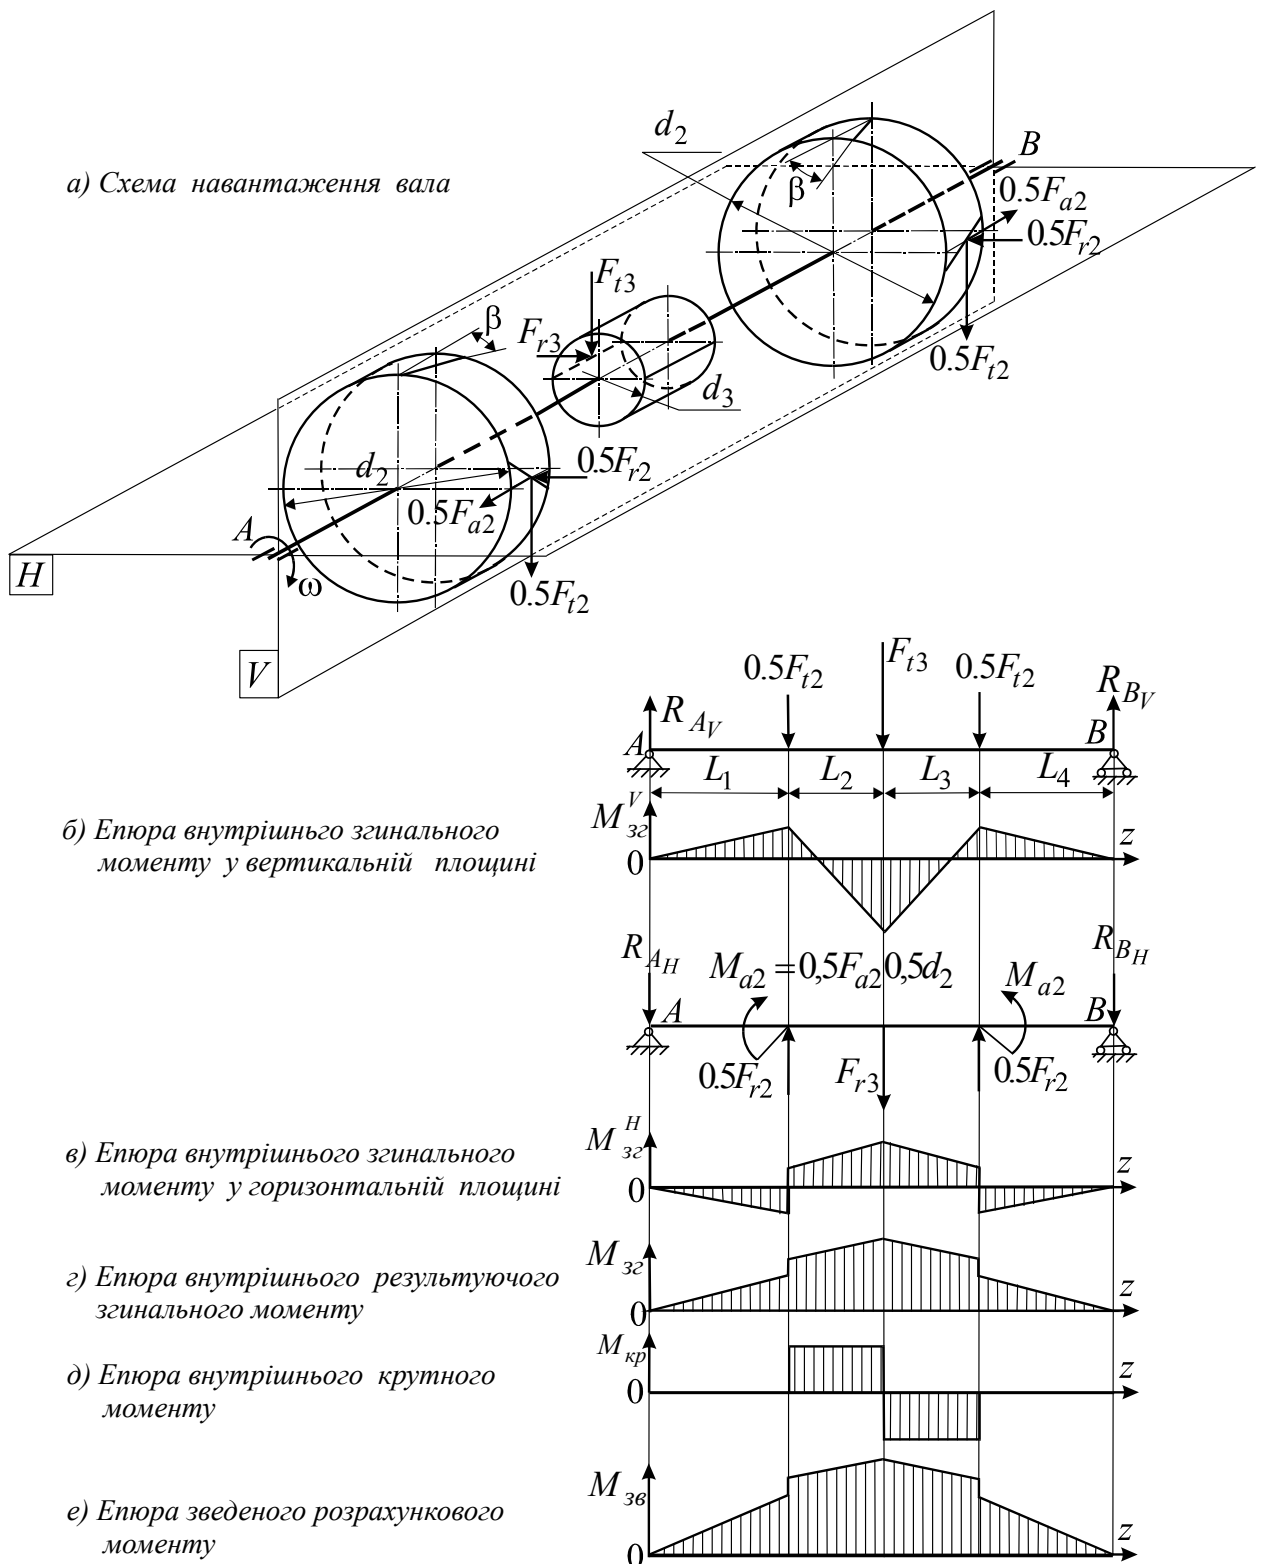 а) Схема навантаження вала
d2
B
β
0.5Fa2
0.5Fr2
Ft3
β
Fr3
0.5Ft2
d3
0.5Fr2
d2
0.5Fa2
A
H
ω
0.5Ft2
V
0.5Ft2
Ft3
0.5Ft2
RAV
RBV
A
B
L1
L2
L3
L4
б) Епюра внутрішньго згинального
моменту у вертикальній площині
MзгV
z
0
RAH
Ma2=0,5Fa20,5d2
Ma2
RBH
A
B
0.5Fr2
Fr3
0.5Fr2
в) Епюра внутрішнього згинального
моменту у горизонтальній площині
MзгH
z
0
г) Епюра внутрішнього результуючого
згинального моменту
Mзг
z
0
д) Епюра внутрішнього крутного
моменту
Mкр
z
0
е) Епюра зведеного розрахункового
моменту
Mзв
z
0